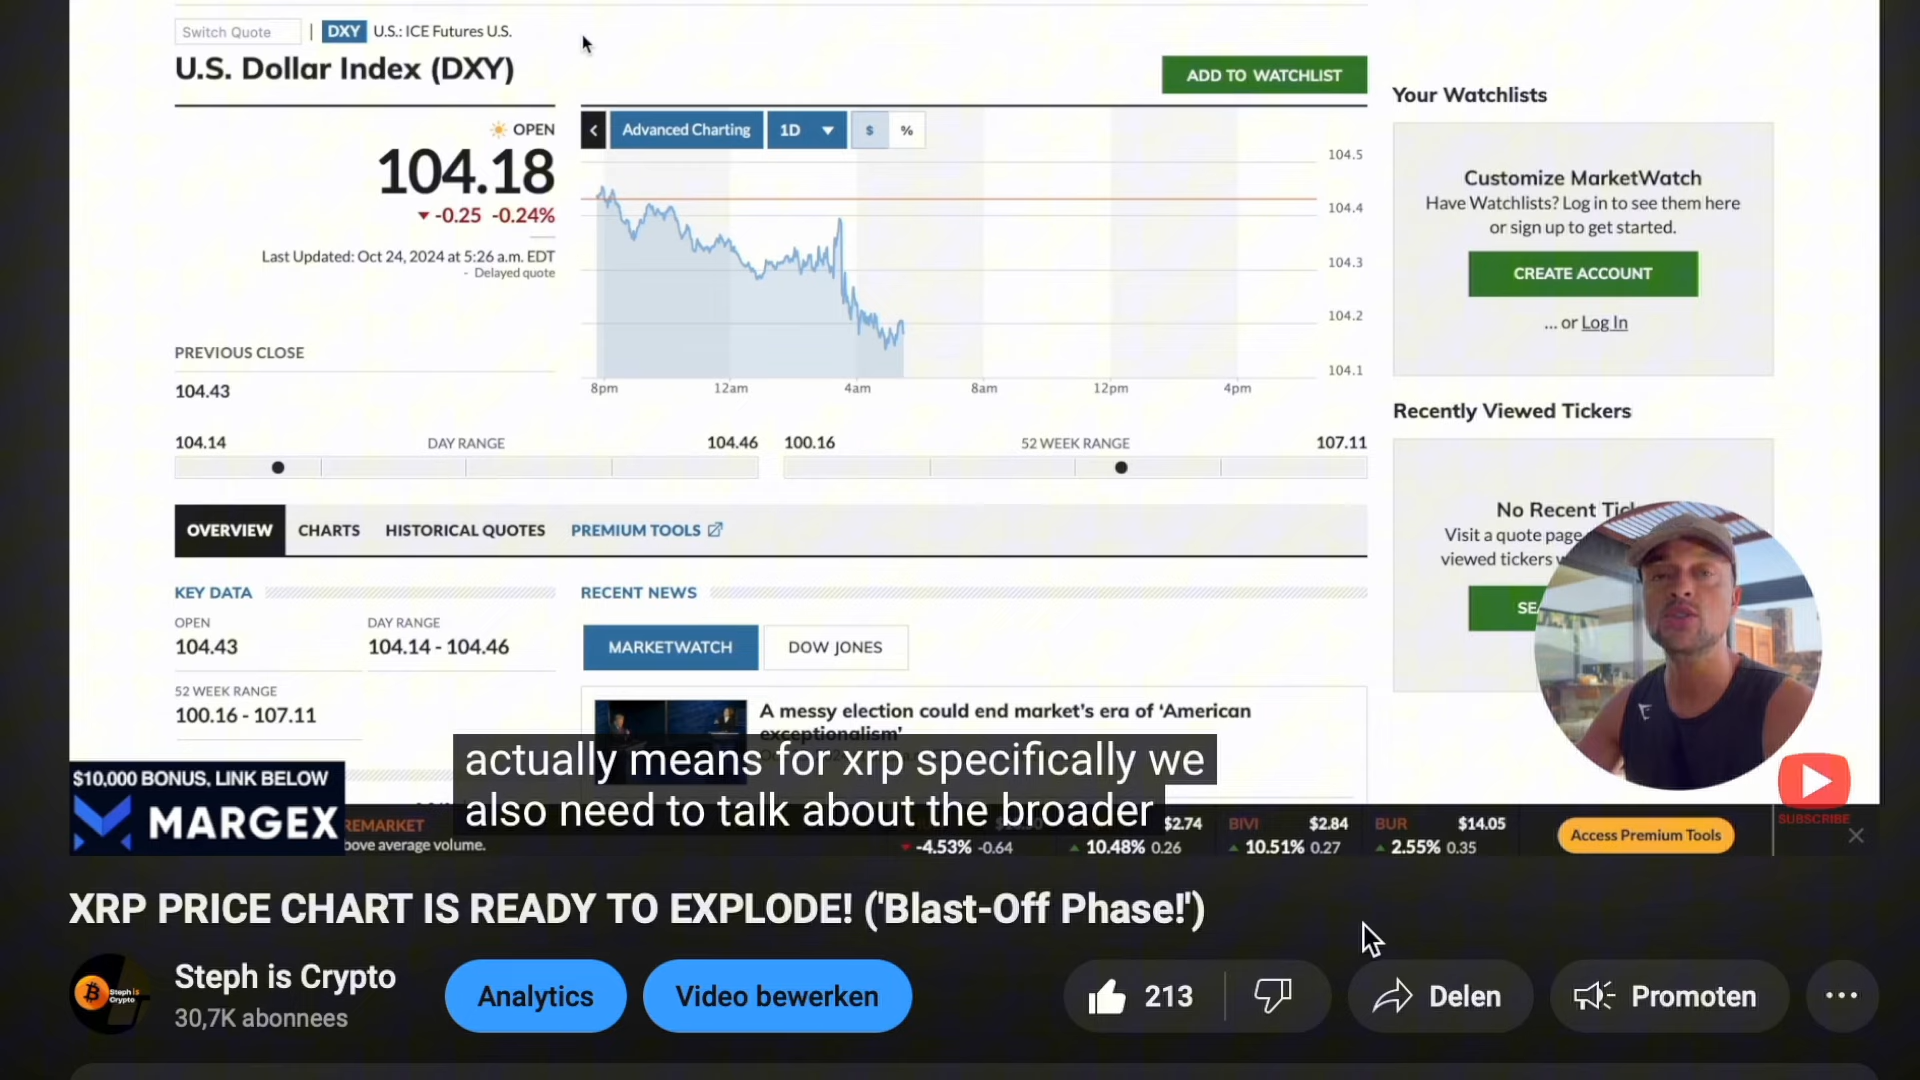 Switch Quote | DXY U.S.: ICE Futures U.S.
U.S. Dollar Index (DXY)
ADD TO WATCHLIST
OPEN
104.18
-0.25 -0.24%
Last Updated: Oct 24, 2024 at 5:26 a.m. EDT
- Delayed quote
PREVIOUS CLOSE
104.43
Advanced Charting 1D $ %
104.5
104.4
104.3
104.2
104.1
8pm 12am 4am 8am 12pm 4pm
104.14 DAY RANGE 104.46
100.16 52 WEEK RANGE 107.11
Your Watchlists
Customize MarketWatch
Have Watchlists? Log in to see them here
or sign up to get started.
CREATE ACCOUNT
... or Log In
Recently Viewed Tickers
No Recent
Visit a quote page
viewed tickers
OVERVIEW CHARTS HISTORICAL QUOTES PREMIUM TOOLS
KEY DATA
OPEN
104.43
DAY RANGE
104.14 - 104.46
52 WEEK RANGE
100.16 - 107.11
RECENT NEWS
MARKETWATCH DOW JONES
A messy election could end market's era of 'American
exceptionalism'
actually means for xrp specifically we
also need to talk about the broader
$10,000 BONUS, LINK BELOW
MARGEX
REMARKET
above average volume.
-4.53% -0.64
$2.74
10.48% 0.26
BIVI $2.84
10.51% 0.27
BUR $14.05
2.55% 0.35
Access Premium Tools
SUBSCRIBE
XRP PRICE CHART IS READY TO EXPLODE! ('Blast-Off Phase!')
Steph is
Crypto
Steph is Crypto
30,7K abonnees
Analytics
Video bewerken
213
Delen
Promoten